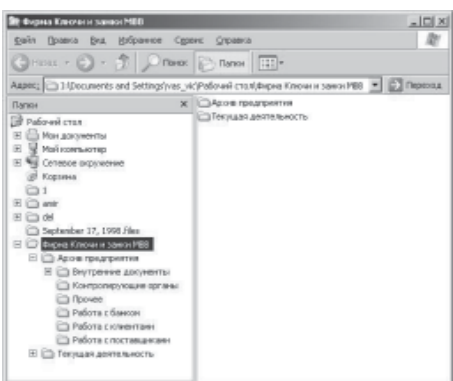 Фирма Ключи и замки МВВ
Файл Правка Вид Избранное Сервис Справка
Назад Поиск Папки
Адрес: I:\Documents and Settings\ves_vic\Рабочий стол\Фирма Ключи и замки МВВ Переход
Папки
Рабочий стол
Мои документы
Мой компьютер
Сетевое окружение
Корзина
1
amir
del
September 17, 1998.files
Фирма Ключи и замки МВВ
Архив предприятия
Внутренние документы
Контролирующие органы
Прочее
Работа с банком
Работа с клиентами
Работа с поставщиками
Текущая деятельность
Архив предприятия
Текущая деятельность